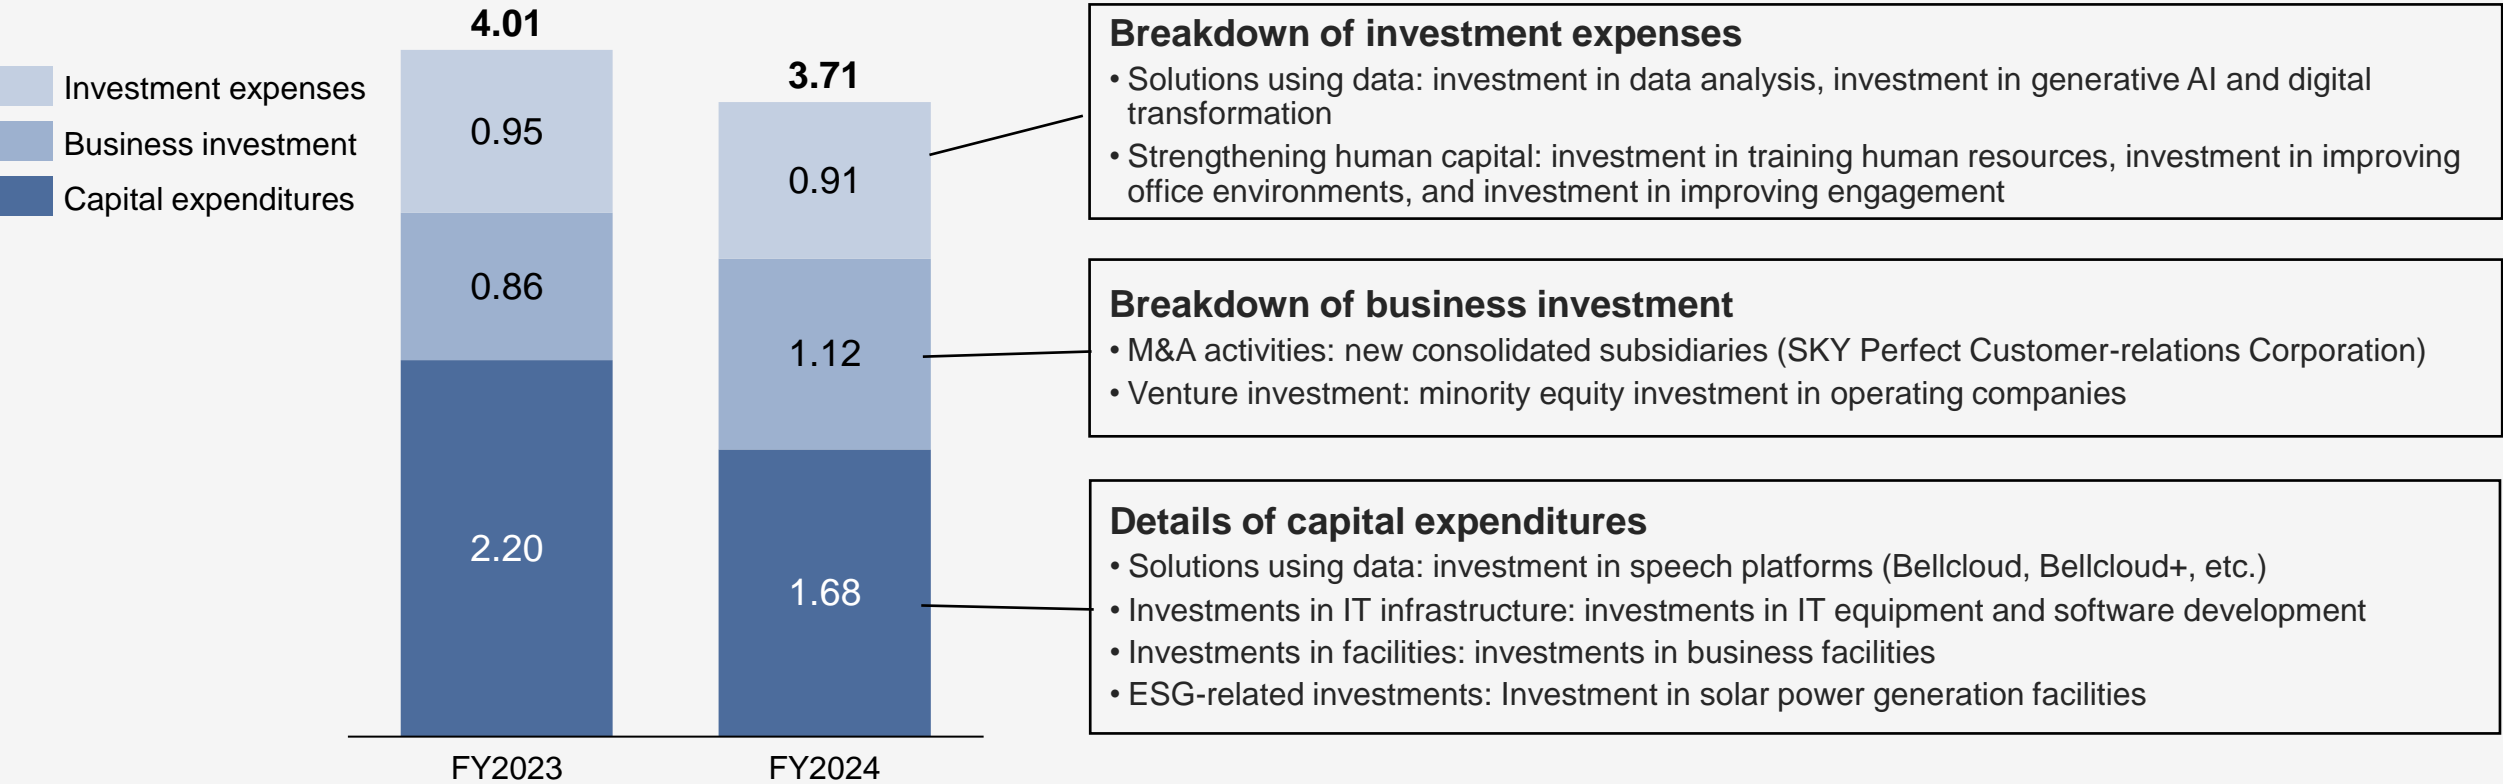 4.01
3.71
Investment expenses
Business investment
Capital expenditures
0.95
0.86
2.20
0.91
1.12
1.68
FY2023
FY2024
Breakdown of investment expenses
• Solutions using data: investment in data analysis, investment in generative AI and digital
transformation
• Strengthening human capital: investment in training human resources, investment in improving
office environments, and investment in improving engagement
Breakdown of business investment
• M&A activities: new consolidated subsidiaries (SKY Perfect Customer-relations Corporation)
• Venture investment: minority equity investment in operating companies
Details of capital expenditures
• Solutions using data: investment in speech platforms (Bellcloud, Bellcloud+, etc.)
• Investments in IT infrastructure: investments in IT equipment and software development
• Investments in facilities: investments in business facilities
• ESG-related investments: Investment in solar power generation facilities